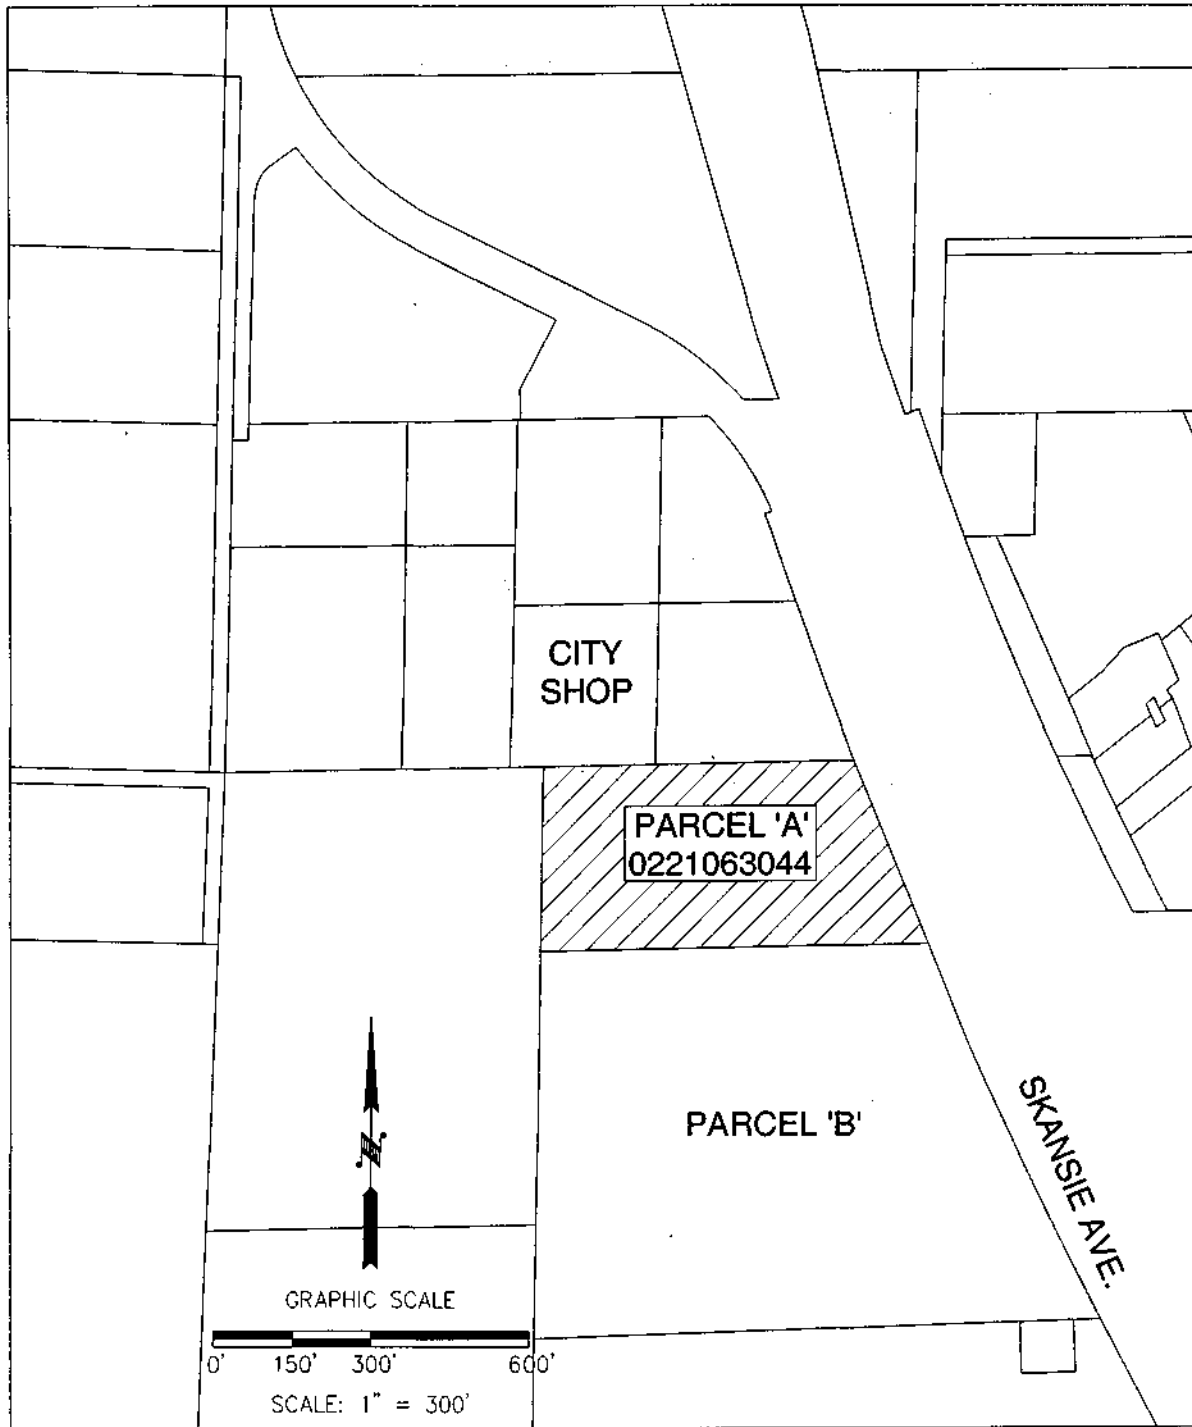 CITY
SHOP
PARCEL 'A'
0221063044
PARCEL 'B'
SKANSIE AVE.
N
GRAPHIC SCALE
0' 150' 300' 600'
SCALE: 1" = 300'